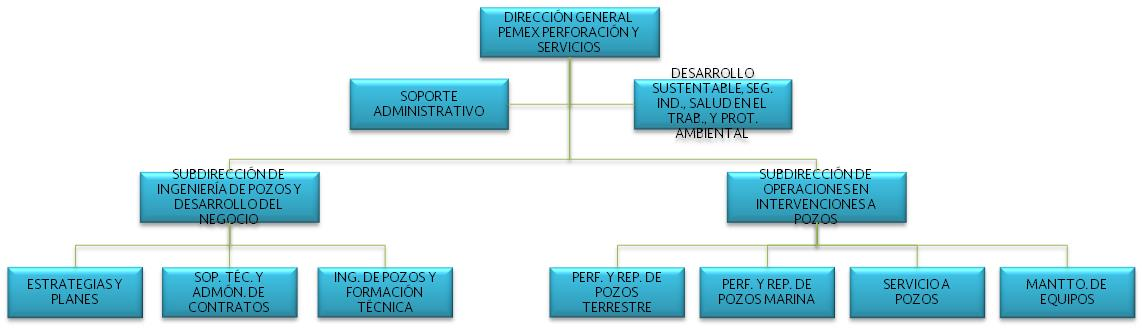 DIRECCIÓN GENERAL
PEMEX PERFORACIÓN Y
SERVICIOS
SOPORTE
ADMINISTRATIVO
DESARROLLO
SUSTENTABLE, SEG.
IND., SALUD EN EL
TRAB., Y PROT.
AMBIENTAL
SUBDIRECCIÓN DE
INGENIERÍA DE POZOS Y
DESARROLLO DEL
NEGOCIO
SUBDIRECCIÓN DE
OPERACIONES EN
INTERVENCIONES A
POZOS
ESTRATEGIAS Y
PLANES
SOP. TÉC. Y
ADMÓN. DE
CONTRATOS
ING. DE POZOS Y
FORMACIÓN
TÉCNICA
PERF. Y REP. DE
POZOS
TERRESTRE
PERF. Y REP. DE
POZOS MARINA
SERVICIO A
POZOS
MANTTO. DE
EQUIPOS